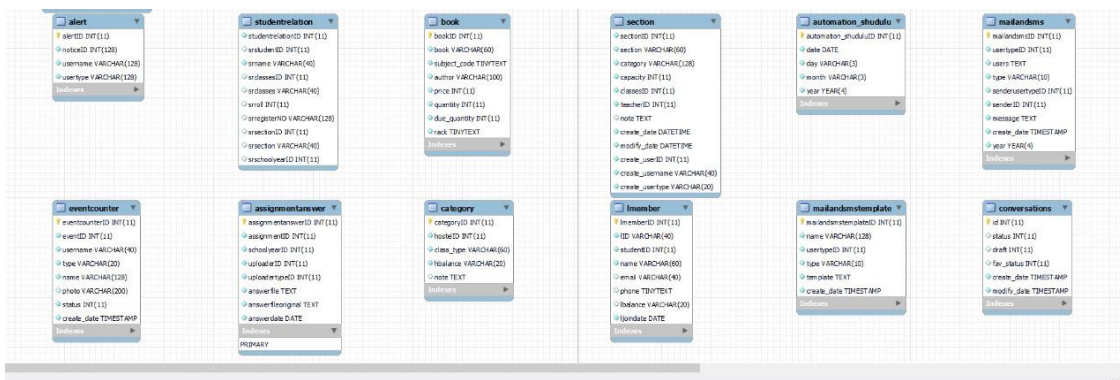 alert
alertID INT(11)
noticeID INT(128)
username VARCHAR(128)
usertype VARCHAR(128)
Indexes
studentrelation
studentrelationID INT(11)
srstudentID INT(11)
srname VARCHAR(40)
srclassesID INT(11)
srclasses VARCHAR(40)
srroll INT(11)
srregisterNO VARCHAR(128)
srsectionID INT(11)
srsection VARCHAR(40)
srschoolyearID INT(11)
book
bookID INT(11)
book VARCHAR(60)
subject_code TINYTEXT
author VARCHAR(100)
price INT(11)
quantity INT(11)
due_quantity INT(11)
rack TINYTEXT
Indexes
section
sectionID INT(11)
section VARCHAR(60)
category VARCHAR(128)
capacity INT(11)
classesID INT(11)
teacherID INT(11)
note TEXT
create_date DATETIME
modify_date DATETIME
create_userID INT(11)
create_username VARCHAR(40)
create_usertype VARCHAR(20)
automation_shudulu
automation_shuduluID INT(11)
date DATE
day VARCHAR(3)
month VARCHAR(3)
year YEAR(4)
Indexes
mailandsms
mailandsmsID INT(11)
usertypeID INT(11)
users TEXT
type VARCHAR(10)
senderusertypeID INT(11)
senderID INT(11)
message TEXT
create_date TIMESTAMP
year YEAR(4)
Indexes
eventcounter
eventcounterID INT(11)
eventID INT(11)
username VARCHAR(40)
type VARCHAR(20)
name VARCHAR(128)
photo VARCHAR(200)
status INT(11)
create_date TIMESTAMP
Indexes
assignmentanswer
assignmentanswerID INT(11)
assignmentID INT(11)
schoolyearID INT(11)
uploaderID INT(11)
uploadertypeID INT(11)
answerfile TEXT
answerfileoriginal TEXT
answerdate DATE
Indexes
PRIMARY
category
categoryID INT(11)
hostelID INT(11)
class_type VARCHAR(60)
hbalance VARCHAR(20)
note TEXT
Indexes
lmember
lmemberID INT(11)
lID VARCHAR(40)
studentID INT(11)
name VARCHAR(60)
email VARCHAR(40)
phone TINYTEXT
lbalance VARCHAR(20)
ljoindate DATE
Indexes
mailandsmstemplate
mailandsmstemplateID INT(11)
name VARCHAR(128)
usertypeID INT(11)
type VARCHAR(10)
template TEXT
create_date TIMESTAMP
Indexes
conversations
id INT(11)
status INT(11)
draft INT(11)
fav_status INT(11)
create_date TIMESTAMP
modify_date TIMESTAMP
Indexes